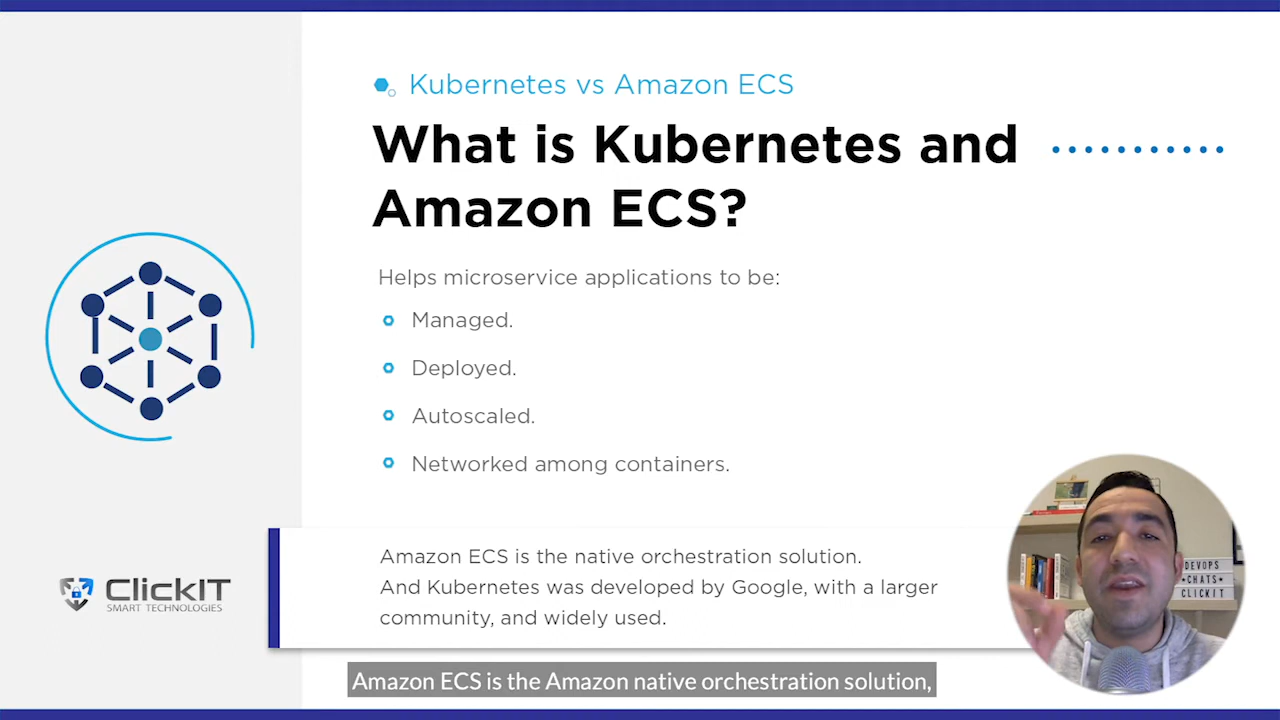 Kubernetes vs Amazon ECS
What is Kubernetes and
Amazon ECS?
Helps microservice applications to be:
Managed.
Deployed.
Autoscaled.
Networked among containers.
Amazon ECS is the native orchestration solution.
And Kubernetes was developed by Google, with a larger
community, and widely used.
ClickIT
SMART TECHNOLOGIES
DEVOPS
CHATS
CLICKIT
Amazon ECS is the Amazon native orchestration solution,